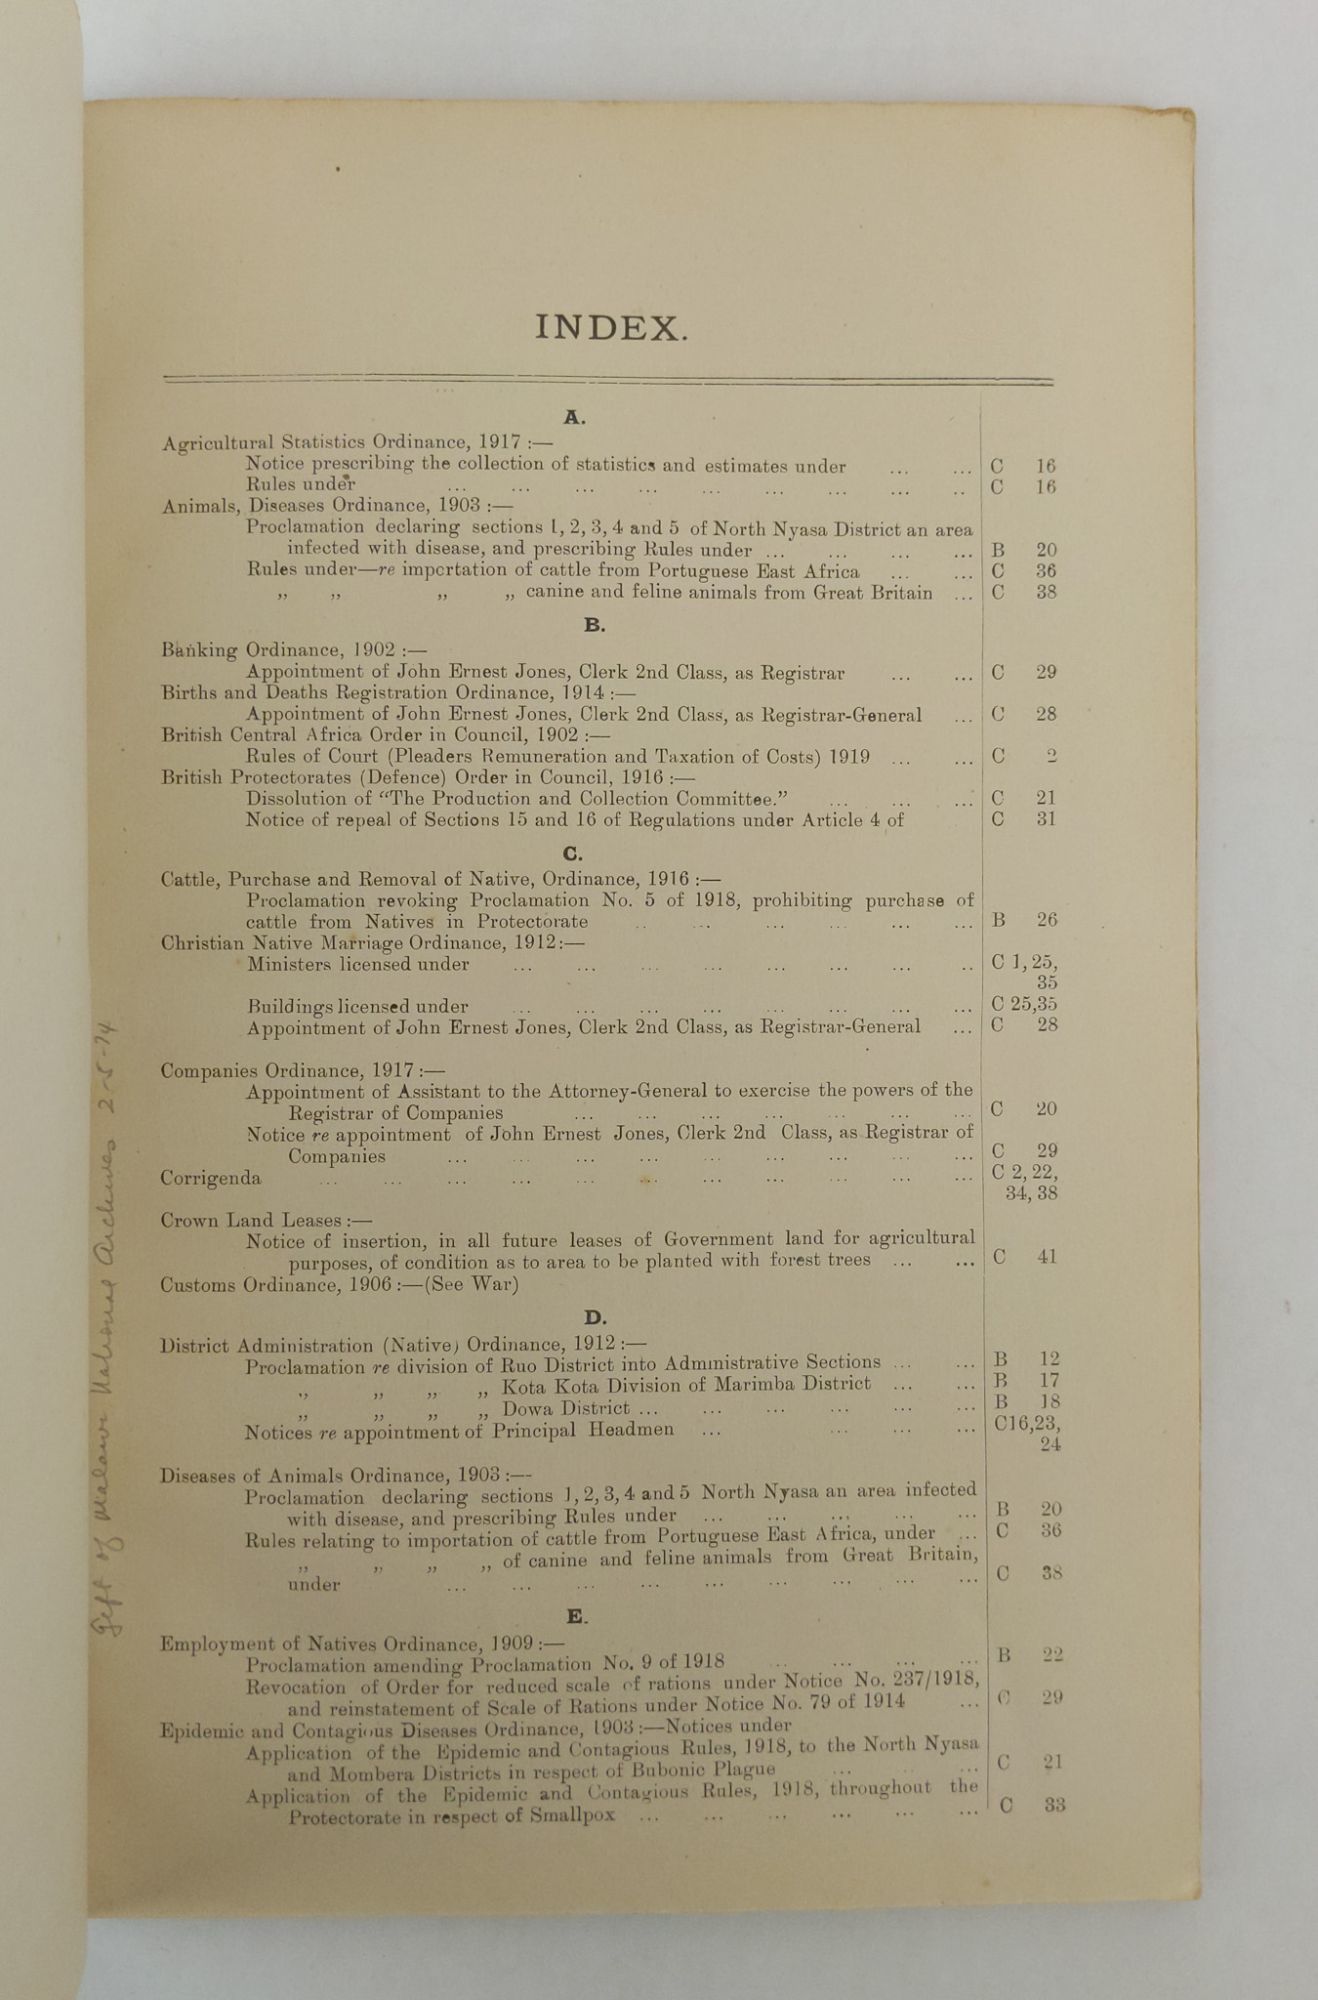 INDEX.
A.
Agricultural Statistics Ordinance, 1917 :—
Notice prescribing the collection of statistics and estimates under ... ... C 16
Rules under ... ... ... ... ... ... ... ... .. C 16
Animals, Diseases Ordinance, 1903 :—
Proclamation declaring sections 1, 2, 3, 4 and 5 of North Nyasa District an area
infected with disease, and prescribing Rules under ... ... ... ... B 20
Rules under—re importation of cattle from Portuguese East Africa ... ... C 36
„ „ „ „ canine and feline animals from Great Britain ... C 38
B.
Banking Ordinance, 1902 :—
Appointment of John Ernest Jones, Clerk 2nd Class, as Registrar ... ... C 29
Births and Deaths Registration Ordinance, 1914 :—
Appointment of John Ernest Jones, Clerk 2nd Class, as Registrar-General ... C 28
British Central Africa Order in Council, 1902 :—
Rules of Court (Pleaders Remuneration and Taxation of Costs) 1919 ... ... C 2
British Protectorates (Defence) Order in Council, 1916 :—
Dissolution of “The Production and Collection Committee.” ... ... ... C 21
Notice of repeal of Sections 15 and 16 of Regulations under Article 4 of C 31
C.
Cattle, Purchase and Removal of Native, Ordinance, 1916 :—
Proclamation revoking Proclamation No. 5 of 1918, prohibiting purchase of
cattle from Natives in Protectorate .. ... ... ... ... ... B 26
Christian Native Marriage Ordinance, 1912:—
Ministers licensed under ... ... ... ... ... ... ... .. C 1, 25,
35
Buildings licensed under ... ... ... ... ... ... ... ... C 25,35
Appointment of John Ernest Jones, Clerk 2nd Class, as Registrar-General ... C 28
Companies Ordinance, 1917 :—
Appointment of Assistant to the Attorney-General to exercise the powers of the
Registrar of Companies ... ... ... ... ... ... ... C 20
Notice re appointment of John Ernest Jones, Clerk 2nd Class, as Registrar of
Companies ... ... ... ... ... ... ... ... ... C 29
Corrigenda ... ... ... ... ... ... ... ... ... ... ... C 2, 22,
34, 38
Crown Land Leases :—
Notice of insertion, in all future leases of Government land for agricultural
purposes, of condition as to area to be planted with forest trees ... ... C 41
Customs Ordinance, 1906 :—(See War)
D.
District Administration (Native) Ordinance, 1912 :—
Proclamation re division of Ruo District into Administrative Sections ... ... B 12
„ „ „ „ Kota Kota Division of Marimba District ... ... B 17
„ „ „ „ Dowa District ... ... ... ... ... ... B 18
Notices re appointment of Principal Headmen ... ... ... ... C16,23,
24
Diseases of Animals Ordinance, 1903 :—
Proclamation declaring sections 1, 2, 3, 4 and 5 North Nyasa an area infected
with disease, and prescribing Rules under ... ... ... ... ... B 20
Rules relating to importation of cattle from Portuguese East Africa, under ... C 36
„ „ „ „ of canine and feline animals from Great Britain,
under ... ... ... ... ... ... ... ... ... C 38
E.
Employment of Natives Ordinance, 1909 :—
Proclamation amending Proclamation No. 9 of 1918 ... ... ... ... B 22
Revocation of Order for reduced scale of rations under Notice No. 237/1918,
and reinstatement of Scale of Rations under Notice No. 79 of 1914 ... C 29
Epidemic and Contagious Diseases Ordinance, 1903 :—Notices under
Application of the Epidemic and Contagious Rules, 1918, to the North Nyasa
and Mombera Districts in respect of Bubonic Plague ... ... ... C 21
Application of the Epidemic and Contagious Rules, 1918, throughout the
Protectorate in respect of Smallpox ... ... ... ... ... ... C 33
Gift of Malawi National Archives 2-5-74